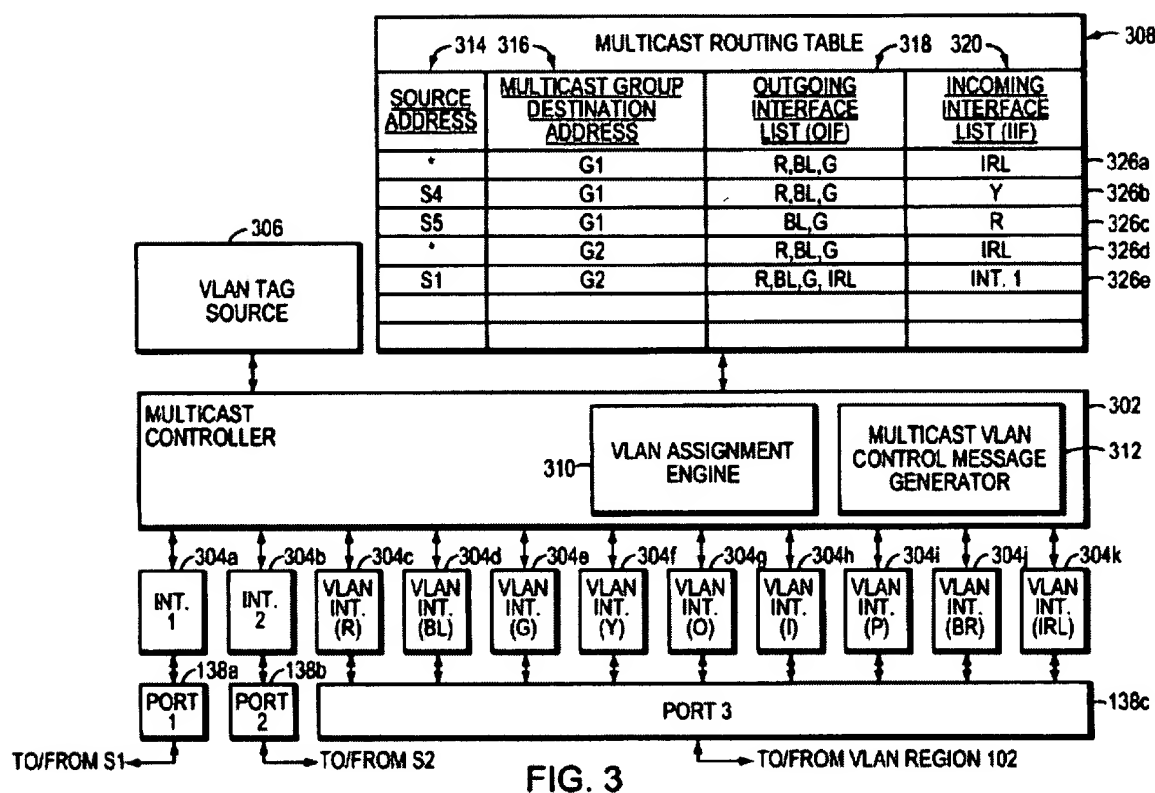 314 316 MULTICAST ROUTING TABLE 318 320 308
SOURCE ADDRESS MULTICAST GROUP DESTINATION ADDRESS OUTGOING INTERFACE LIST (OIF) INCOMING INTERFACE LIST (IIF)
* G1 R,BL,G IRL 326a
S4 G1 R,BL,G Y 326b
S5 G1 BL,G R 326c
* G2 R,BL,G IRL 326d
S1 G2 R,BL,G, IRL INT. 1 326e
306
VLAN TAG
SOURCE
MULTICAST
CONTROLLER
302
310
VLAN ASSIGNMENT
ENGINE
MULTICAST VLAN
CONTROL MESSAGE
GENERATOR
312
304a 304b 304c 304d 304e 304f 304g 304h 304i 304j 304k
INT. 1
INT. 2
VLAN INT. (R)
VLAN INT. (BL)
VLAN INT. (G)
VLAN INT. (Y)
VLAN INT. (O)
VLAN INT. (I)
VLAN INT. (P)
VLAN INT. (BR)
VLAN INT. (IRL)
138a 138b
PORT 1
PORT 2
PORT 3
138c
TO/FROM S1 TO/FROM S2 TO/FROM VLAN REGION 102
FIG. 3